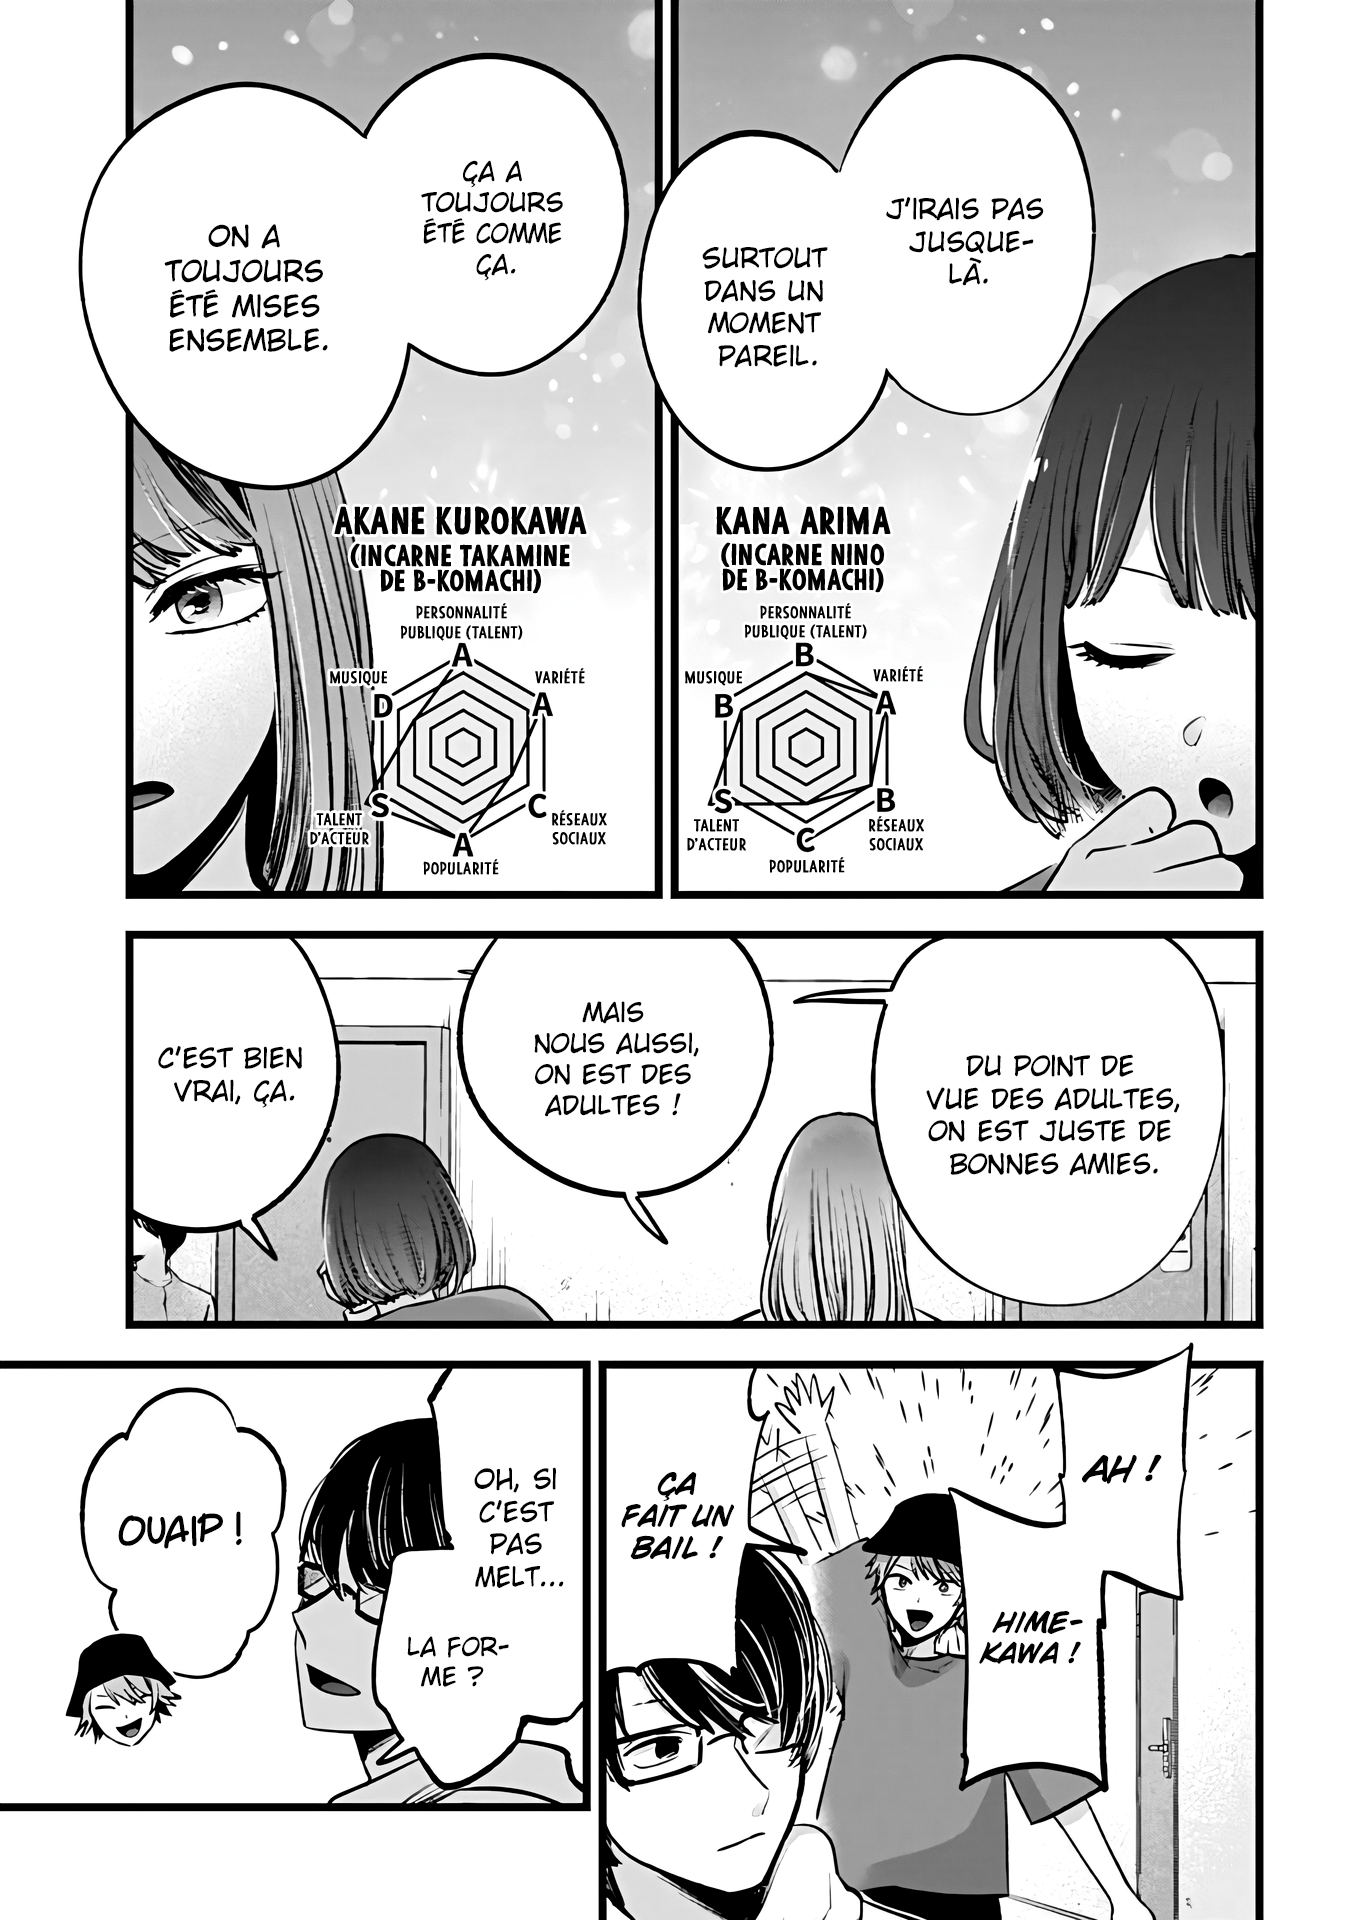 J'IRAIS PAS
JUSQUE-
LÀ.
SURTOUT
DANS UN
MOMENT
PAREIL.
KANA ARIMA
(INCARNE NINO
DE B-KOMACHI)
PERSONNALITÉ
PUBLIQUE (TALENT)
B
MUSIQUE
VARIÉTÉ
B
A
S
B
TALENT
D'ACTEUR
RÉSEAUX
SOCIAUX
C
POPULARITÉ
ÇA A
TOUJOURS
ÉTÉ COMME
ÇA.
ON A
TOUJOURS
ÉTÉ MISES
ENSEMBLE.
AKANE KUROKAWA
(INCARNE TAKAMINE
DE B-KOMACHI)
PERSONNALITÉ
PUBLIQUE (TALENT)
A
MUSIQUE
VARIÉTÉ
D
A
S
C
TALENT
D'ACTEUR
RÉSEAUX
SOCIAUX
A
POPULARITÉ
DU POINT DE
VUE DES ADULTES,
ON EST JUSTE DE
BONNES AMIES.
MAIS
NOUS AUSSI,
ON EST DES
ADULTES !
C'EST BIEN
VRAI, ÇA.
AH !
HIME-
KAWA !
ÇA
FAIT UN
BAIL !
OH, SI
C'EST
PAS
MELT...
LA FOR-
ME ?
OUAIP !